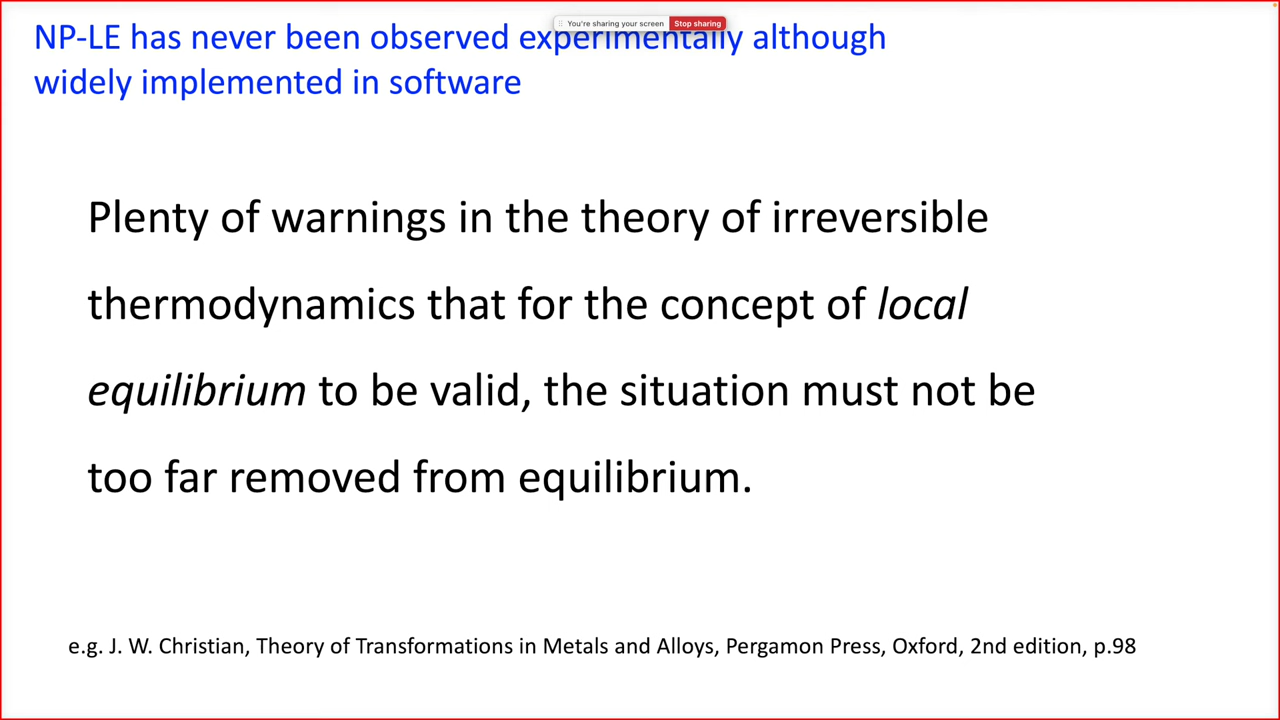 You're sharing your screen Stop sharing
NP-LE has never been observed experimentally although
widely implemented in software
Plenty of warnings in the theory of irreversible
thermodynamics that for the concept of local
equilibrium to be valid, the situation must not be
too far removed from equilibrium.
e.g. J. W. Christian, Theory of Transformations in Metals and Alloys, Pergamon Press, Oxford, 2nd edition, p.98